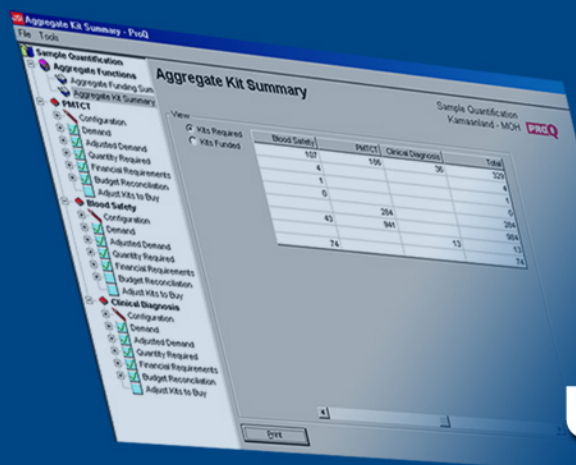 Aggregate Kit Summary - ProQ
File Tools
Sample Quantification
Aggregate Functions
Aggregate Funding Sum
Aggregate Kit Summary
PMTCT
Configuration
Demand
Adjusted Demand
Quantity Required
Financial Requirements
Budget Reconciliation
Adjust Kits to Buy
Blood Safety
Configuration
Demand
Adjusted Demand
Quantity Required
Financial Requirements
Budget Reconciliation
Adjust Kits to Buy
Clinical Diagnosis
Configuration
Demand
Adjusted Demand
Quantity Required
Financial Requirements
Budget Reconciliation
Adjust Kits to Buy
Aggregate Kit Summary
Sample Quantification
Kamaanland - MOH PROQ
View
Kits Required
Kits Funded
Blood Safety PMTCT Clinical Diagnosis Total
107 186 36 329
4 4
1 1
0 0
284 284
43 941 984
13 13
74 74
Print